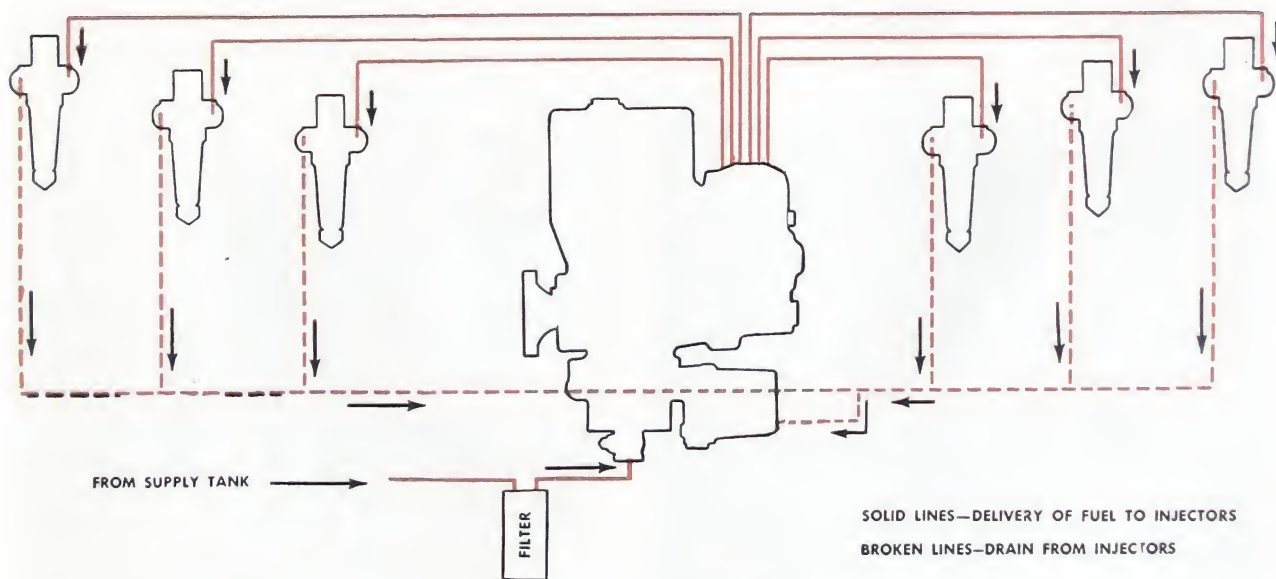 FROM SUPPLY TANK
FILTER
SOLID LINES—DELIVERY OF FUEL TO INJECTORS
BROKEN LINES—DRAIN FROM INJECTORS